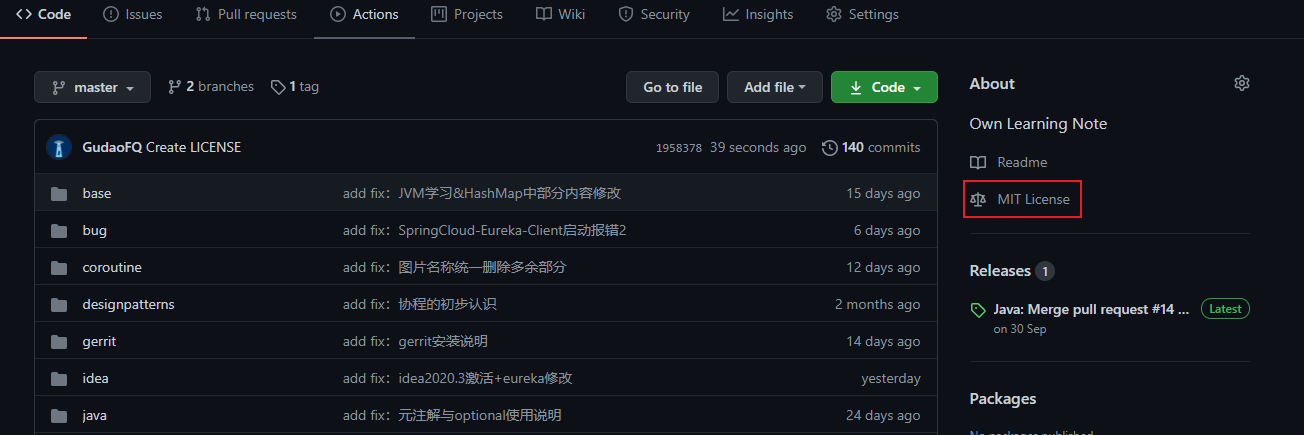 Code Issues Pull requests Actions Projects Wiki Security Insights Settings
master 2 branches 1 tag Go to file Add file Code
GudaoFQ Create LICENSE 1958378 39 seconds ago 140 commits
base add fix：JVM学习&HashMap中部分内容修改 15 days ago
bug add fix：SpringCloud-Eureka-Client启动报错2 6 days ago
coroutine add fix：图片名称统一删除多余部分 12 days ago
designpatterns add fix：协程的初步认识 2 months ago
gerrit add fix：gerrit安装说明 14 days ago
idea add fix：idea2020.3激活+eureka修改 yesterday
java add fix：元注解与optional使用说明 24 days ago
About
Own Learning Note
Readme
MIT License
Releases 1
Java: Merge pull request #14 ... Latest
on 30 Sep
Packages
No packages published